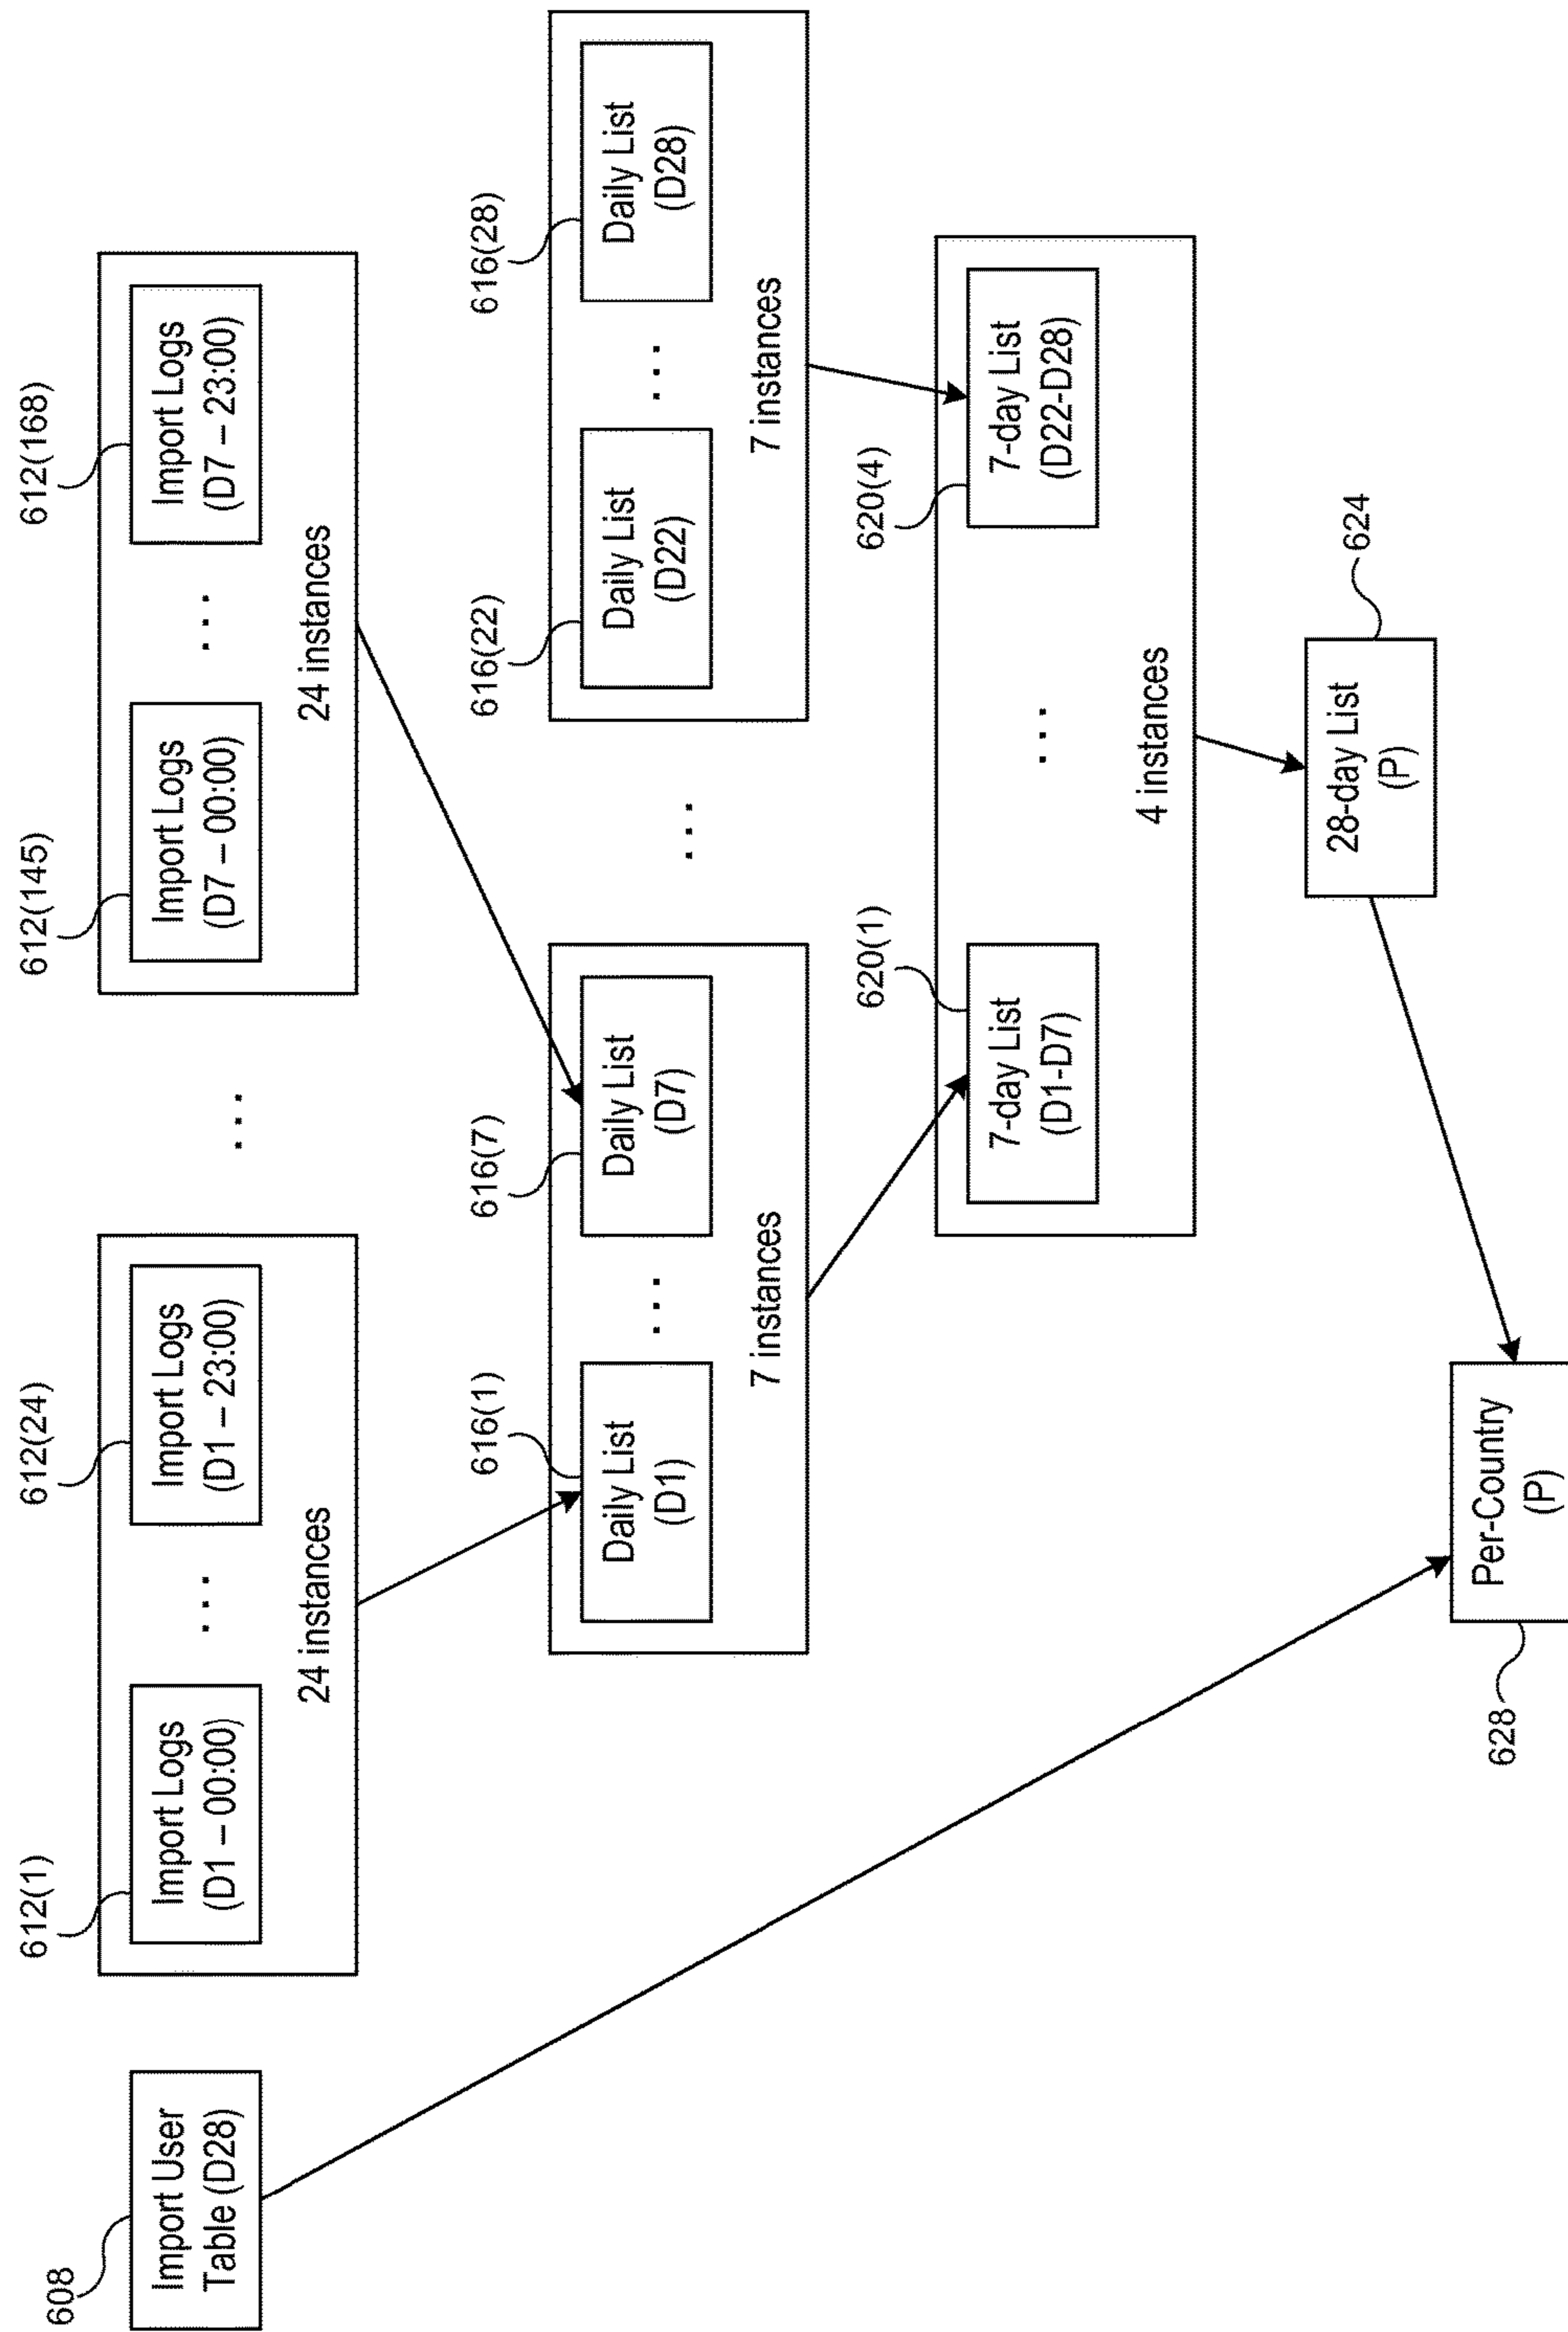 608
Import User
Table (D28)
612(1)
Import Logs
(D1 – 00:00)
. . .
612(24)
Import Logs
(D1 – 23:00)
24 instances
. . .
612(145)
Import Logs
(D7 – 00:00)
. . .
612(168)
Import Logs
(D7 – 23:00)
24 instances
616(1)
Daily List
(D1)
. . .
616(7)
Daily List
(D7)
7 instances
. . .
616(22)
Daily List
(D22)
. . .
616(28)
Daily List
(D28)
7 instances
620(1)
7-day List
(D1-D7)
. . .
620(4)
7-day List
(D22-D28)
4 instances
624
28-day List
(P)
628
Per-Country
(P)